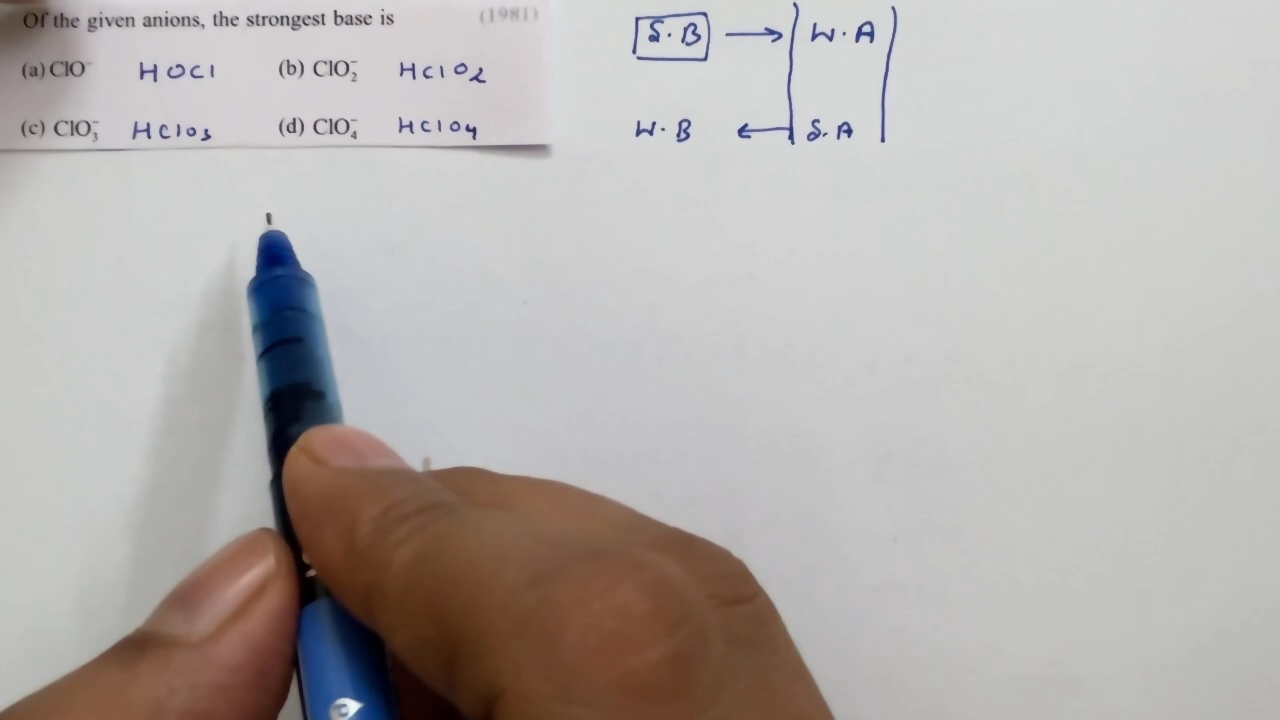 Of the given anions, the strongest base is (1981)
(a) ClO⁻ HOCl (b) ClO₂⁻ HClO₂
(c) ClO₃⁻ HClO₃ (d) ClO₄⁻ HClO₄
S.B → W.A
W.B ← S.A